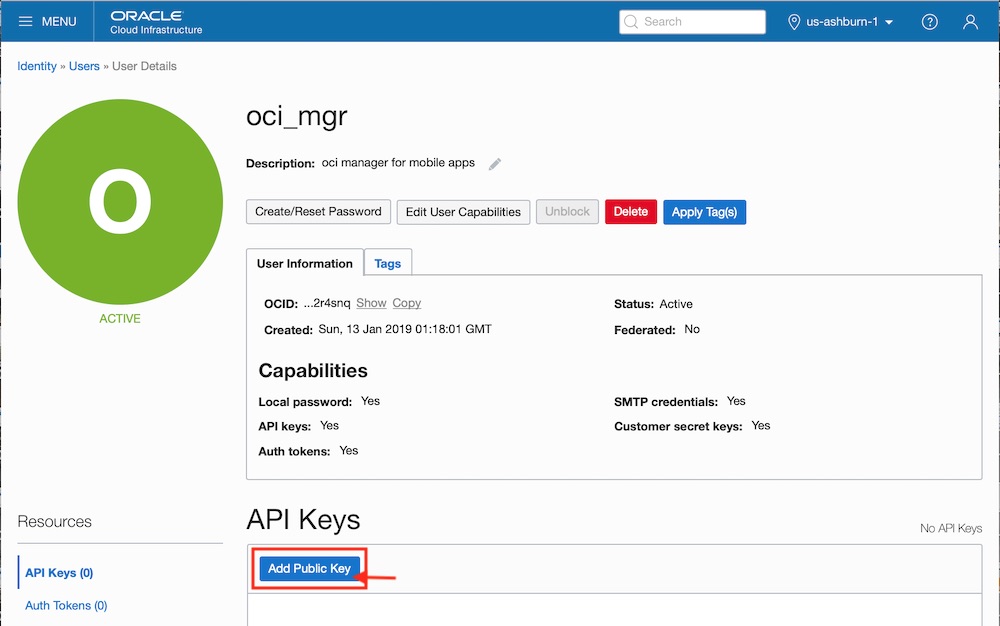 MENU
ORACLE
Cloud Infrastructure
Search
us-ashburn-1
?
Identity » Users » User Details
O
ACTIVE
oci_mgr
Description: oci manager for mobile apps
Create/Reset Password
Edit User Capabilities
Unblock
Delete
Apply Tag(s)
User Information
Tags
OCID: ...2r4snq Show Copy
Status: Active
Created: Sun, 13 Jan 2019 01:18:01 GMT
Federated: No
Capabilities
Local password: Yes
SMTP credentials: Yes
API keys: Yes
Customer secret keys: Yes
Auth tokens: Yes
Resources
API Keys (0)
Auth Tokens (0)
API Keys
No API Keys
Add Public Key